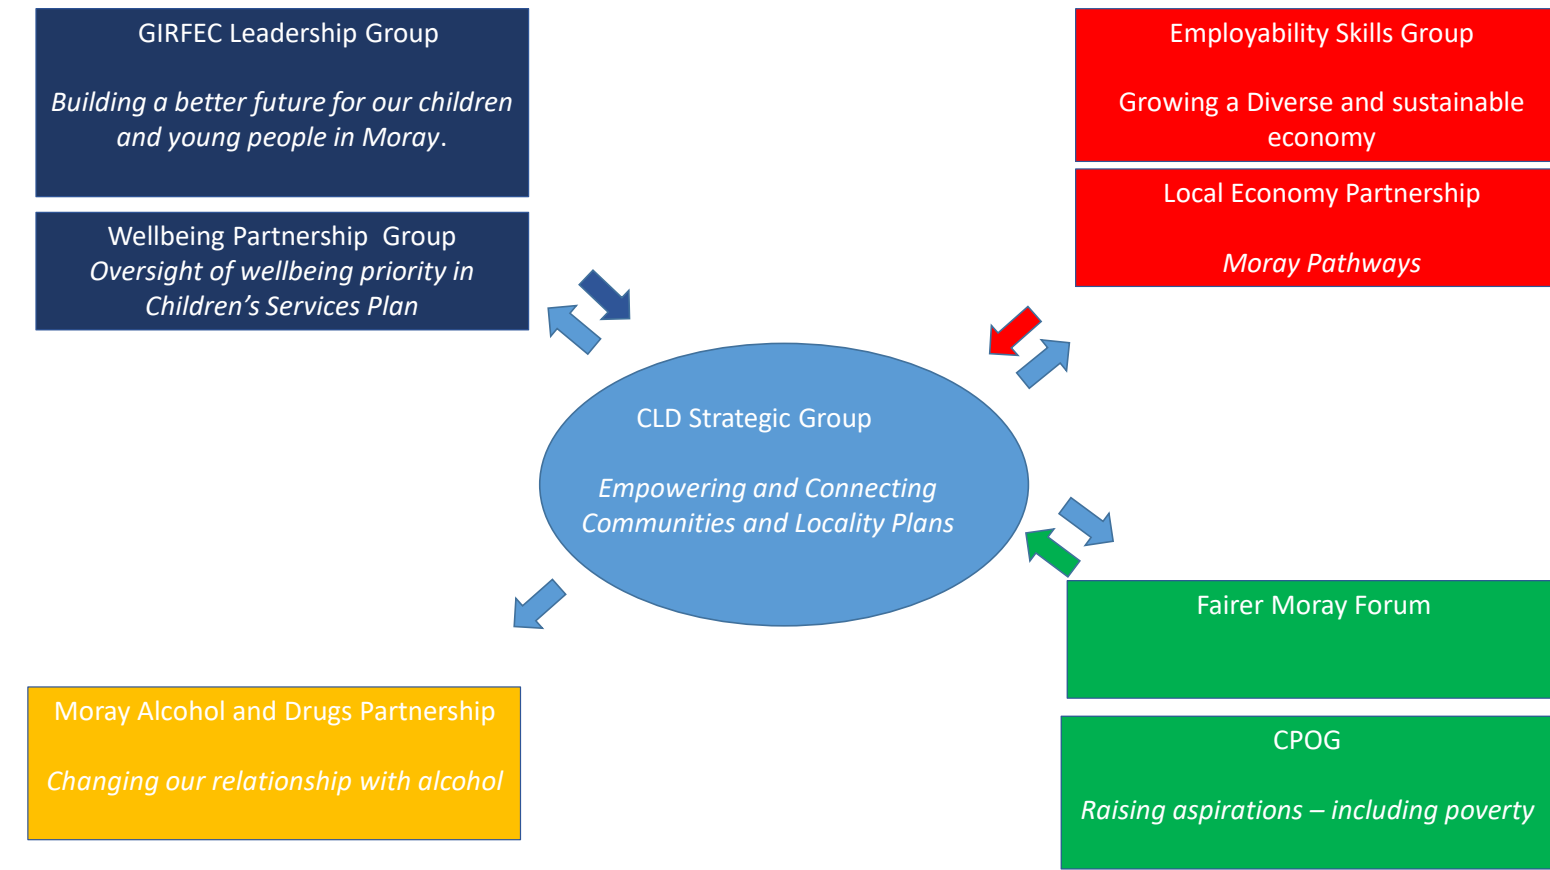 GIRFEC Leadership Group
Building a better future for our children
and young people in Moray.
Wellbeing Partnership  Group
Oversight of wellbeing priority in
Children’s Services Plan
Employability Skills Group
Growing a Diverse and sustainable
economy
Local Economy Partnership
Moray Pathways
CLD Strategic Group
Empowering and Connecting
Communities and Locality Plans
Moray Alcohol and Drugs Partnership
Changing our relationship with alcohol
Fairer Moray Forum
CPOG
Raising aspirations – including poverty